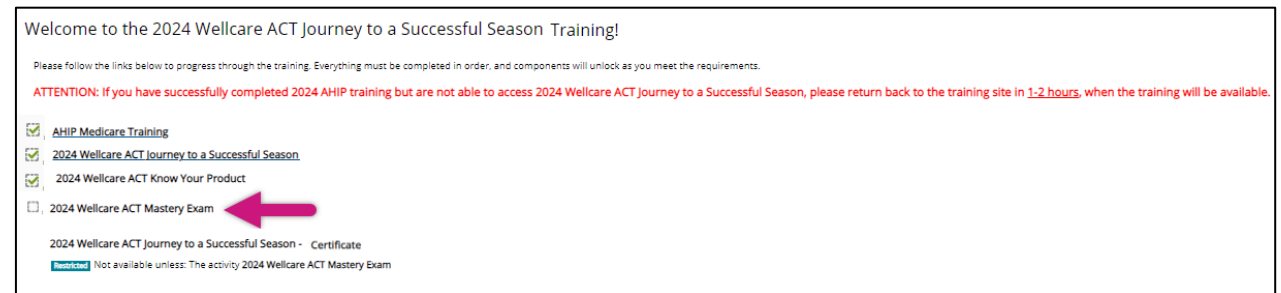 Welcome to the 2024 Wellcare ACT Journey to a Successful Season Training!
Please follow the links below to progress through the training. Everything must be completed in order, and components will unlock as you meet the requirements.
ATTENTION: If you have successfully completed 2024 AHIP training but are not able to access 2024 Wellcare ACT Journey to a Successful Season, please return back to the training site in 1-2 hours, when the training will be available.
AHIP Medicare Training
2024 Wellcare ACT Journey to a Successful Season
2024 Wellcare ACT Know Your Product
2024 Wellcare ACT Mastery Exam
2024 Wellcare ACT Journey to a Successful Season - Certificate
Restricted Not available unless: The activity 2024 Wellcare ACT Mastery Exam